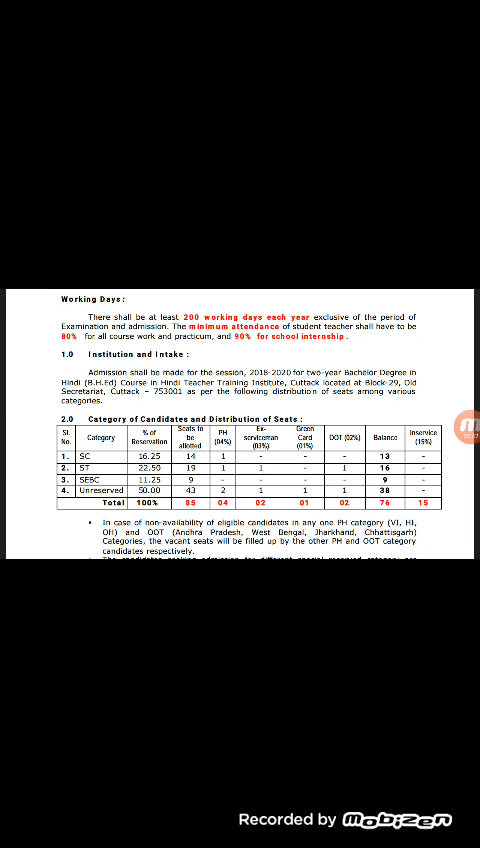 Working Days:
There shall be at least 200 working days each year exclusive of the period of
Examination and admission. The minimum attendance of student teacher shall have to be
80% for all course work and practicum, and 90% for school internship.
1.0 Institution and Intake :
Admission shall be made for the session, 2018-2020 for two-year Bachelor Degree in
Hindi (B.H.Ed) Course in Hindi Teacher Training Institute, Cuttack located at Block-29, Old
Secretariat, Cuttack – 753001 as per the following distribution of seats among various
categories.
2.0 Category of Candidates and Distribution of Seats :
Sl. No. Category % of Reservation Seats to be allotted PH (04%) Ex-serviceman (03%) Green Card (01%) OOT (02%) Balance Inservice (15%)
1. SC 16.25 14 1 - - - 13 -
2. ST 22.50 19 1 1 - 1 16 -
3. SEBC 11.25 9 - - - - 9 -
4. Unreserved 50.00 43 2 1 1 1 38 -
Total 100% 85 04 02 01 02 76 15
• In case of non-availability of eligible candidates in any one PH category (VI, HI,
OH) and OOT (Andhra Pradesh, West Bengal, Jharkhand, Chhattisgarh)
Categories, the vacant seats will be filled up by the other PH and OOT category
candidates respectively.
Recorded by Mobizen